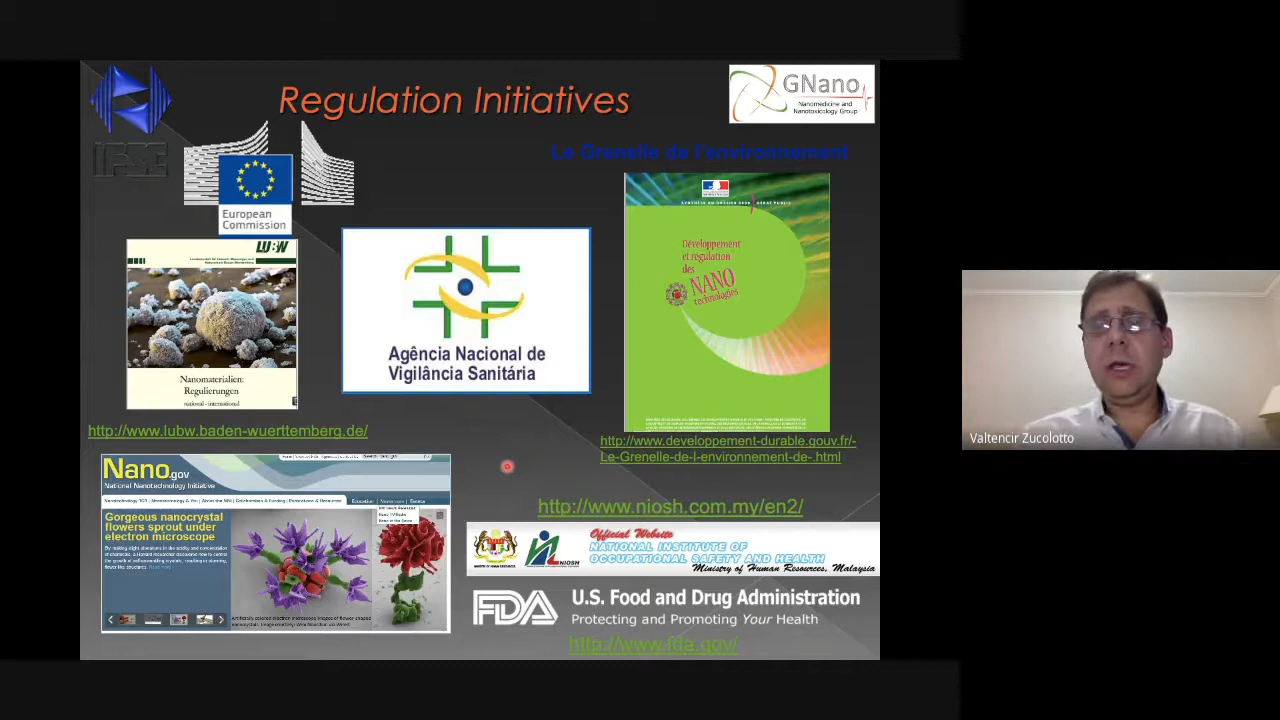 Regulation Initiatives
GNano
Nanomedicine and
Nanotoxicology Group
IFSC
Le Grenelle de l'environnement
European
Commission
LUBW
Développement
et régulation
des
NANO
technologies
Agência Nacional de
Vigilância Sanitária
Nanomaterialien:
Regulierungen
national - international
http://www.lubw.baden-wuerttemberg.de/
http://www.developpement-durable.gouv.fr/-
Le-Grenelle-de-l-environnement-de-.html
Valtencir Zucolotto
Nano.gov
National Nanotechnology Initiative
Gorgeous nanocrystal
flowers sprout under
electron microscope
http://www.niosh.com.my/en2/
Official Website
NATIONAL INSTITUTE OF
OCCUPATIONAL SAFETY AND HEALTH
NIOSH
Ministry of Human Resources, Malaysia
FDA
U.S. Food and Drug Administration
Protecting and Promoting Your Health
http://www.fda.gov/